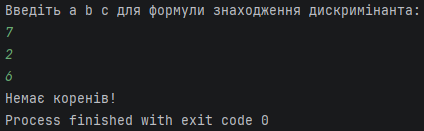 Введіть a b c для формули знаходження дискримінанта:
7
2
6
Немає коренів!
Process finished with exit code 0